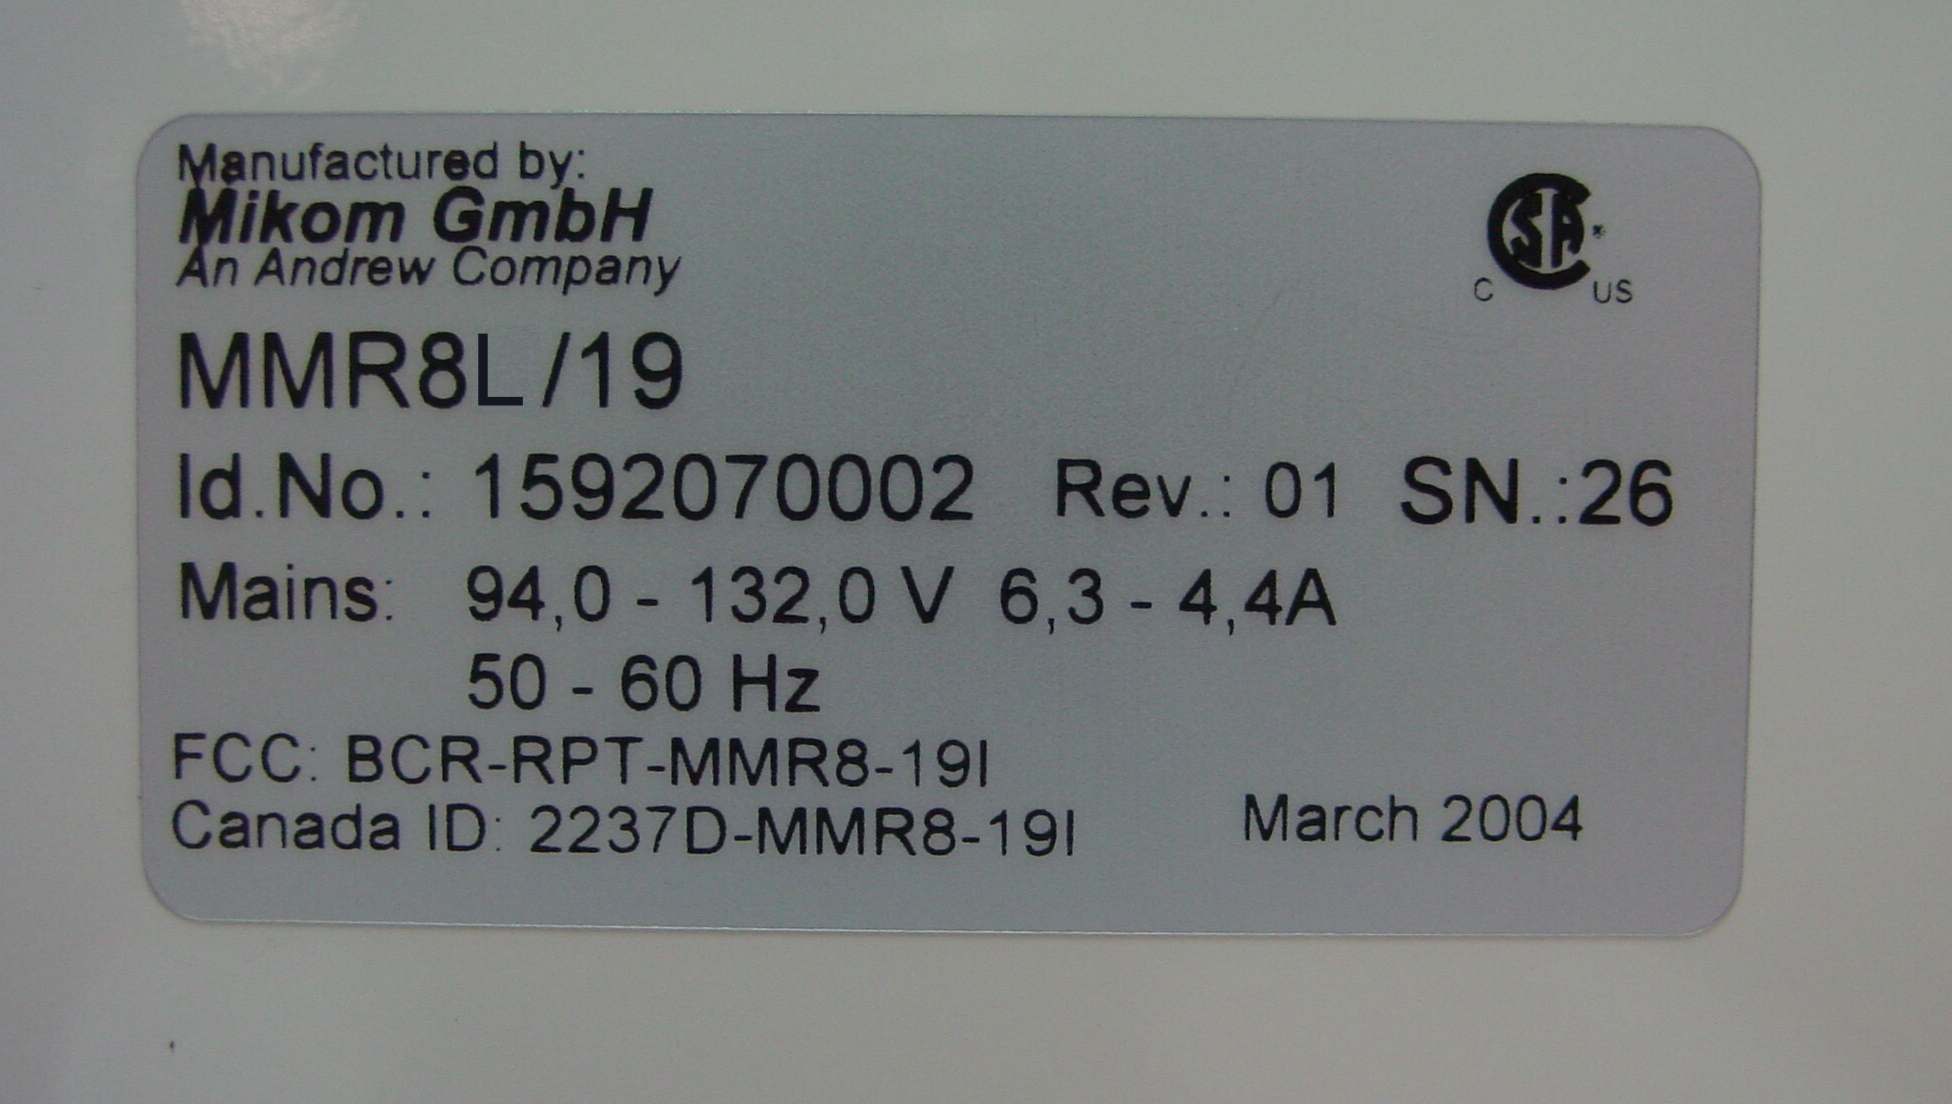 Manufactured by:
Mikom GmbH
An Andrew Company
CSA
C US
MMR8L/19
Id.No.: 1592070002 Rev.: 01 SN.:26
Mains: 94,0 - 132,0 V 6,3 - 4,4A
50 - 60 Hz
FCC: BCR-RPT-MMR8-19I
Canada ID: 2237D-MMR8-19I
March 2004